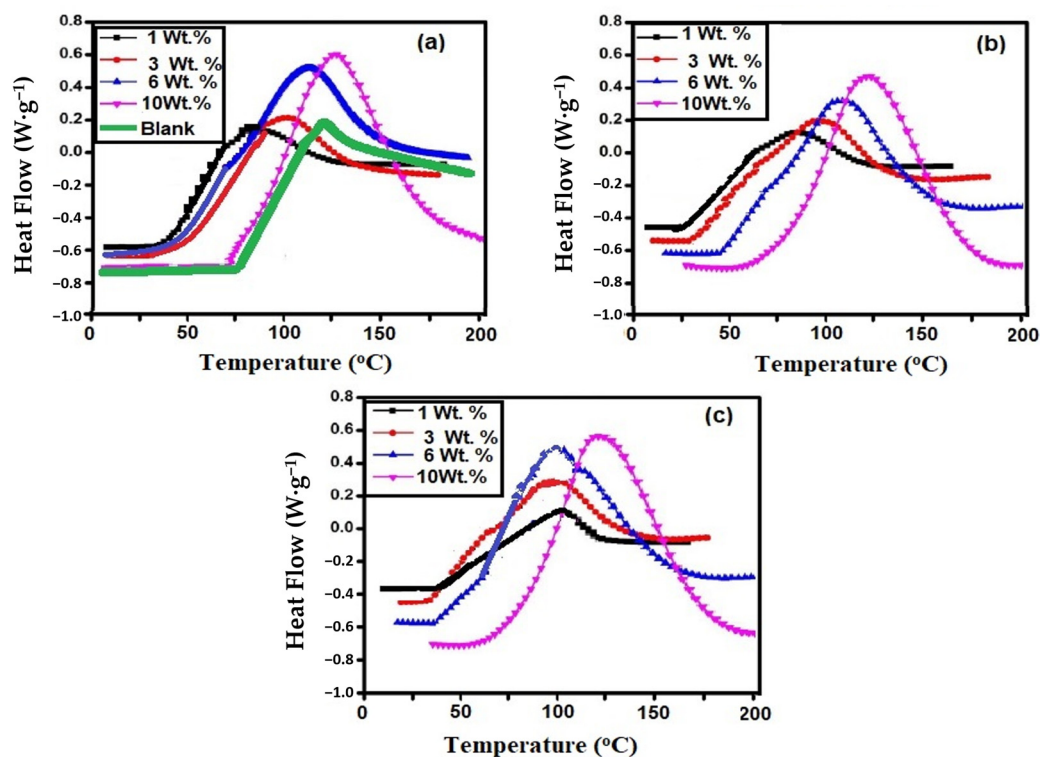 0.8
1 Wt.%
(a)
0.6
3 Wt. %
0.4
6 Wt. %
10Wt.%
0.2
Blank
0.0
−0.2
−0.4
−0.6
−0.8
−1.0
Heat Flow (W·g⁻¹)
0 50 100 150 200
Temperature (°C)
0.8
1 Wt.%
(b)
0.6
3 Wt. %
0.4
6 Wt. %
10Wt.%
0.2
0.0
−0.2
−0.4
−0.6
−0.8
−1.0
Heat Flow (W·g⁻¹)
0 50 100 150 200
Temperature (°C)
0.8
1 Wt. %
(c)
0.6
3 Wt. %
0.4
6 Wt. %
10Wt.%
0.2
0.0
−0.2
−0.4
−0.6
−0.8
−1.0
Heat Flow (W·g⁻¹)
0 50 100 150 200
Temperature (°C)